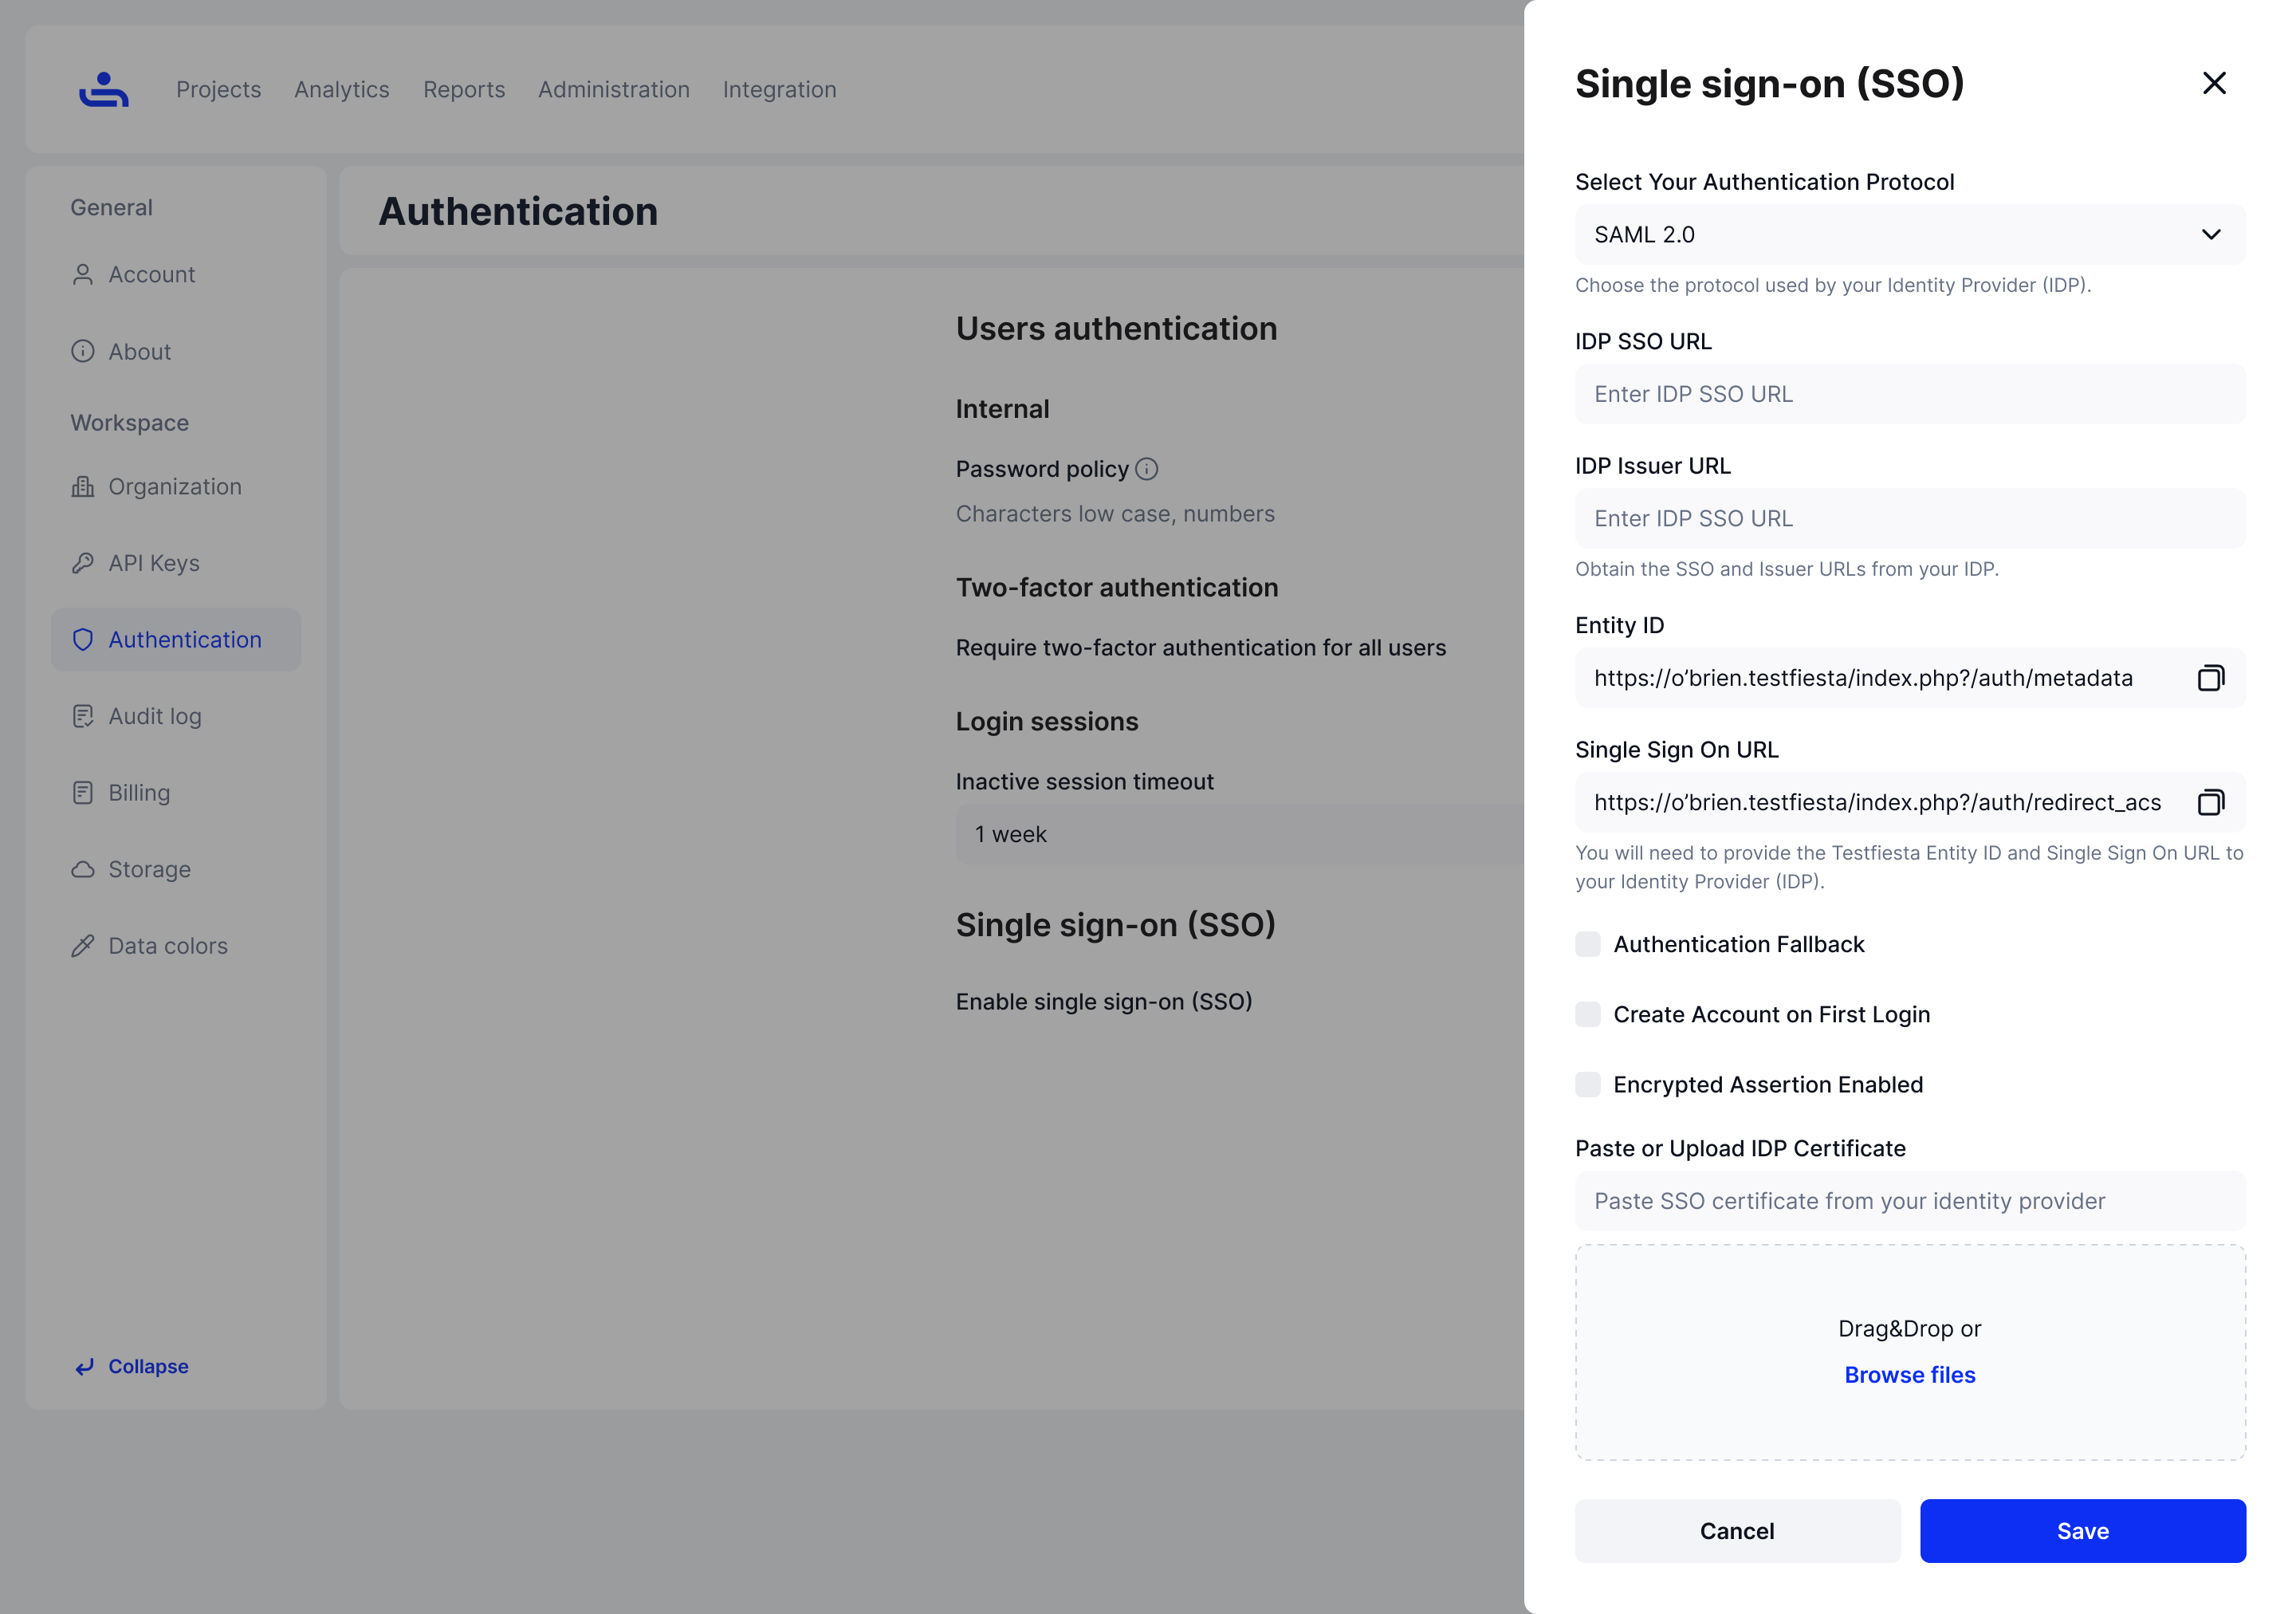 Projects Analytics Reports Administration Integration
General
Account
About
Workspace
Organization
API Keys
Authentication
Audit log
Billing
Storage
Data colors
Collapse
Authentication
Users authentication
Internal
Password policy
Characters low case, numbers
Two-factor authentication
Require two-factor authentication for all users
Login sessions
Inactive session timeout
1 week
Single sign-on (SSO)
Enable single sign-on (SSO)
Single sign-on (SSO)
Select Your Authentication Protocol
SAML 2.0
Choose the protocol used by your Identity Provider (IDP).
IDP SSO URL
Enter IDP SSO URL
IDP Issuer URL
Enter IDP SSO URL
Obtain the SSO and Issuer URLs from your IDP.
Entity ID
https://o’brien.testfiesta/index.php?/auth/metadata
Single Sign On URL
https://o’brien.testfiesta/index.php?/auth/redirect_acs
You will need to provide the Testfiesta Entity ID and Single Sign On URL to
your Identity Provider (IDP).
Authentication Fallback
Create Account on First Login
Encrypted Assertion Enabled
Paste or Upload IDP Certificate
Paste SSO certificate from your identity provider
Drag&Drop or
Browse files
Cancel Save